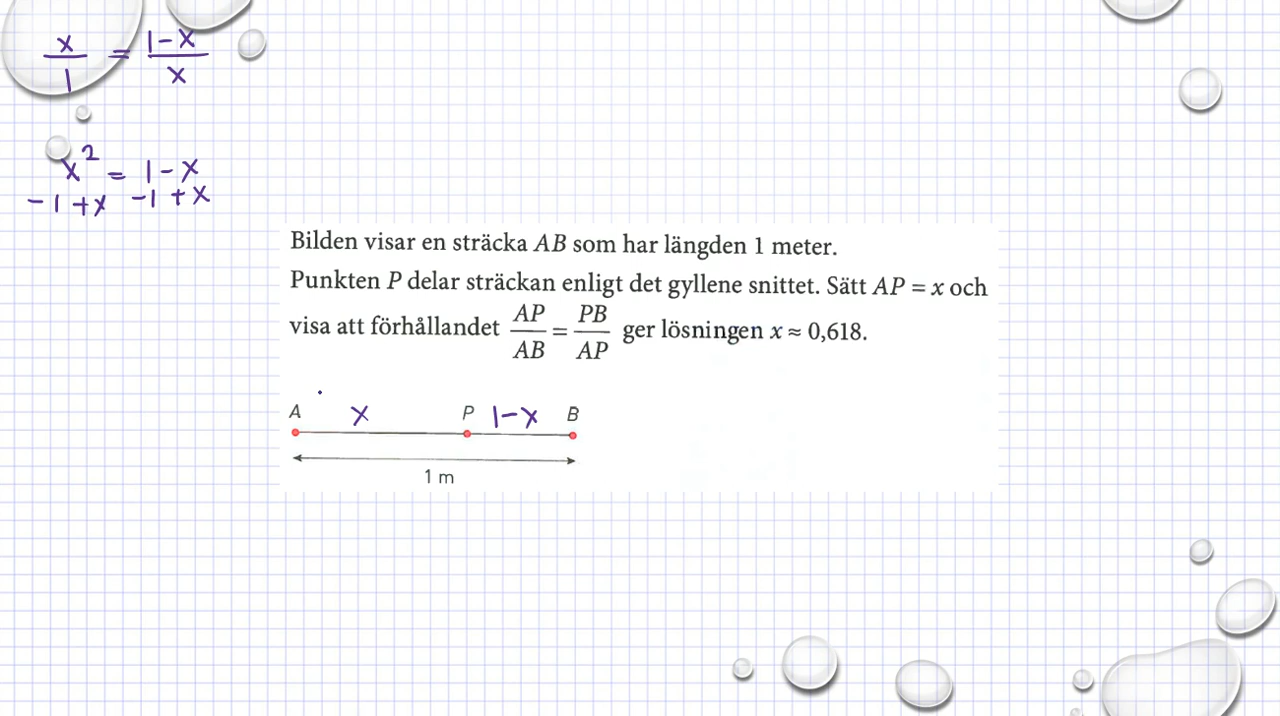 x/1 = 1-x/x
x² = 1-x
-1+x -1+x
Bilden visar en sträcka AB som har längden 1 meter.
Punkten P delar sträckan enligt det gyllene snittet. Sätt AP = x och
visa att förhållandet AP/AB = PB/AP ger lösningen x ≈ 0,618.
A x P 1-x B
1 m